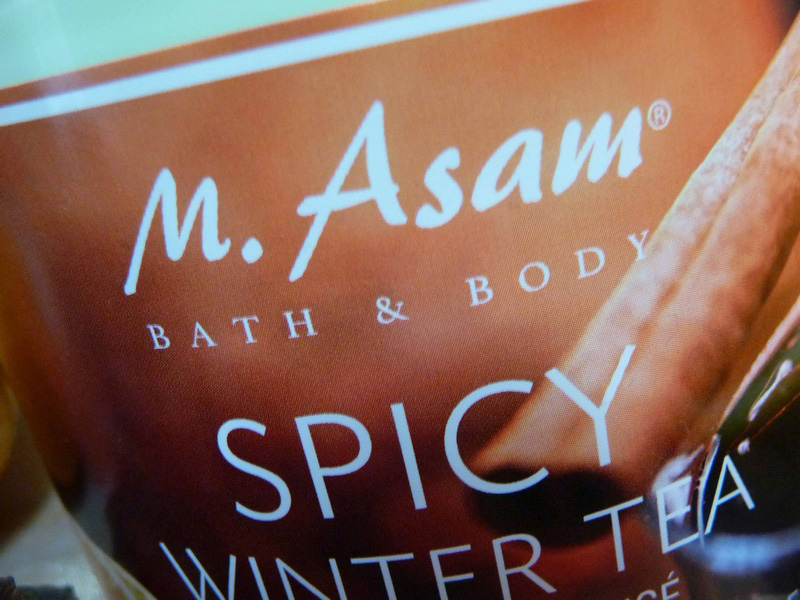 M. Asam®
BATH & BODY
SPICY
WINTER TEA